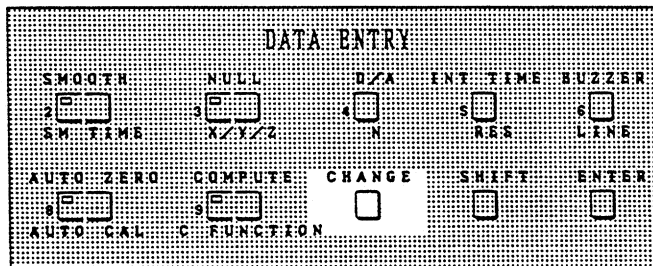 DATA ENTRY
SMOOTH NULL D/A INT TIME BUZZER
2 3 4 5 6
SM TIME X/Y/Z N RES LINE
AUTO ZERO COMPUTE CHANGE SHIFT ENTER
8 9
AUTO CAL C FUNCTION